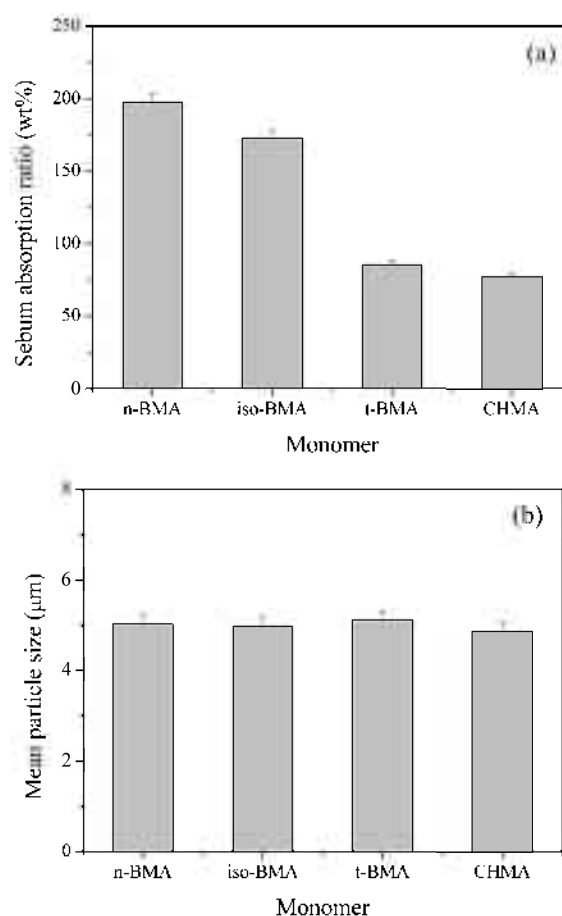 250
(a)
200
150
100
50
0
Sebum absorption ratio (wt%)
n-BMA iso-BMA t-BMA CHMA
Monomer
8
(b)
6
4
2
0
Mean particle size (μm)
n-BMA iso-BMA t-BMA CHMA
Monomer